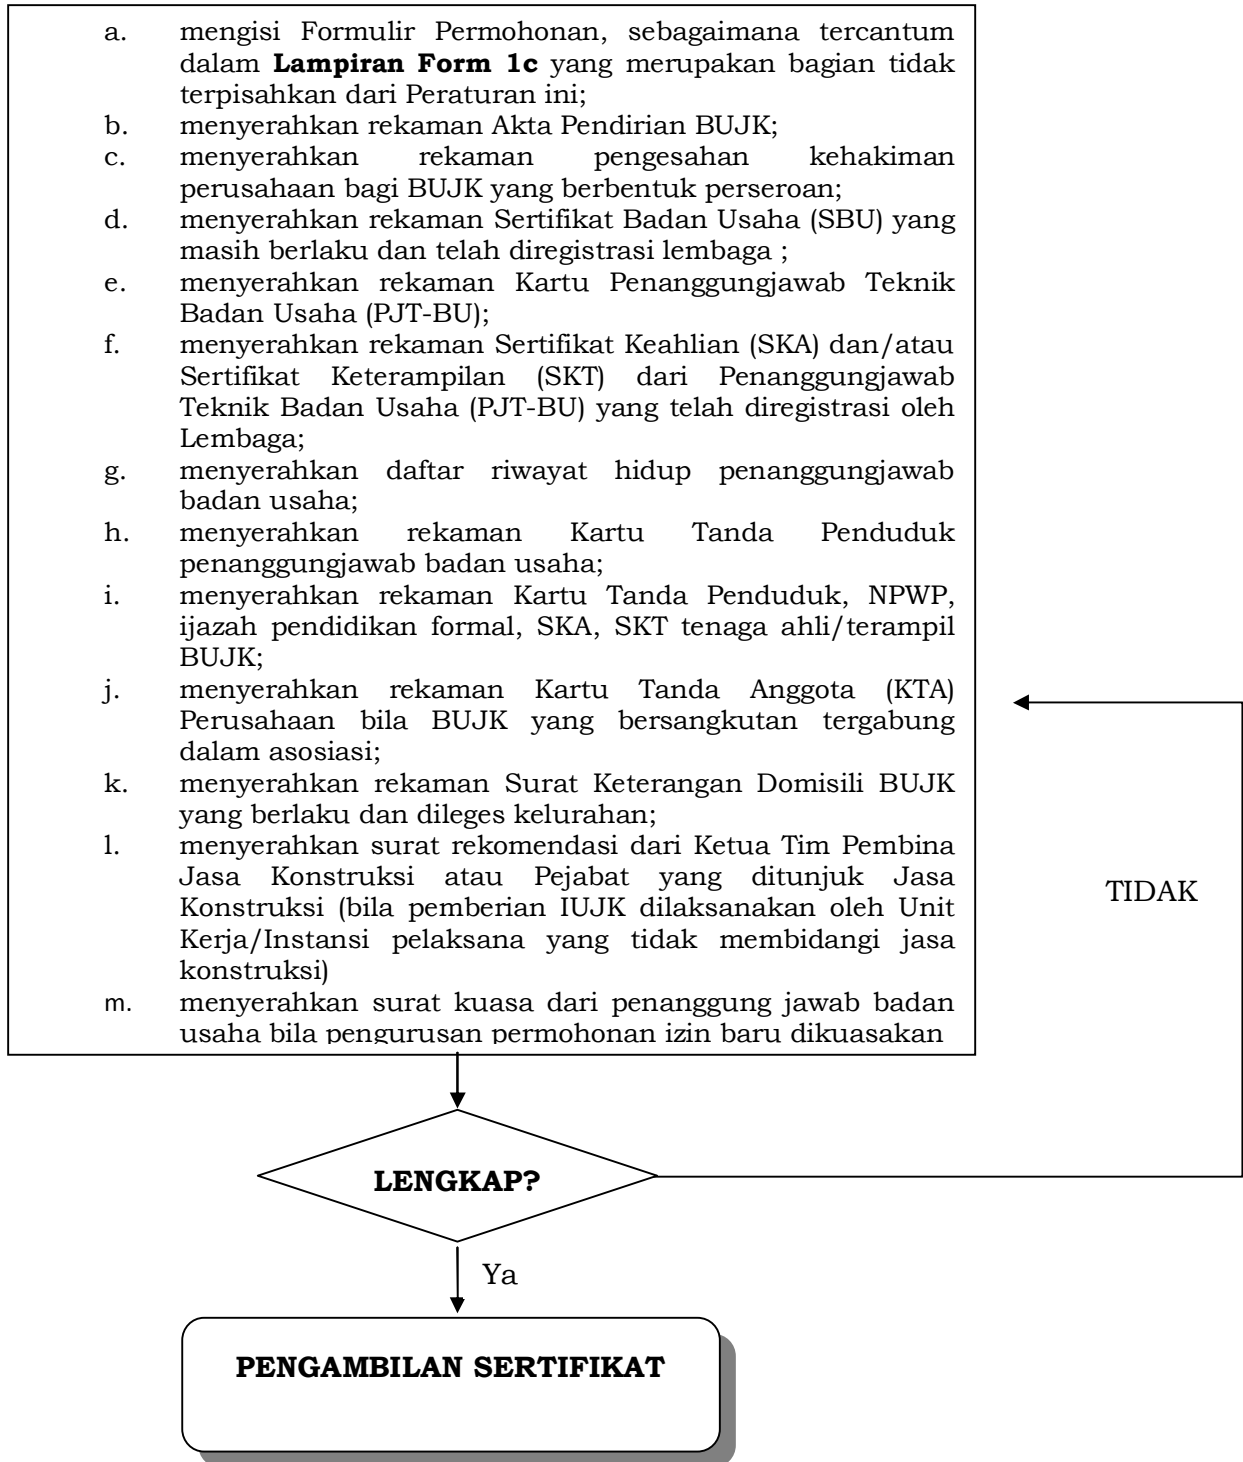 a. mengisi Formulir Permohonan, sebagaimana tercantum
dalam Lampiran Form 1c yang merupakan bagian tidak
terpisahkan dari Peraturan ini;
b. menyerahkan rekaman Akta Pendirian BUJK;
c. menyerahkan rekaman pengesahan kehakiman
perusahaan bagi BUJK yang berbentuk perseroan;
d. menyerahkan rekaman Sertifikat Badan Usaha (SBU) yang
masih berlaku dan telah diregistrasi lembaga ;
e. menyerahkan rekaman Kartu Penanggungjawab Teknik
Badan Usaha (PJT-BU);
f. menyerahkan rekaman Sertifikat Keahlian (SKA) dan/atau
Sertifikat Keterampilan (SKT) dari Penanggungjawab
Teknik Badan Usaha (PJT-BU) yang telah diregistrasi oleh
Lembaga;
g. menyerahkan daftar riwayat hidup penanggungjawab
badan usaha;
h. menyerahkan rekaman Kartu Tanda Penduduk
penanggungjawab badan usaha;
i. menyerahkan rekaman Kartu Tanda Penduduk, NPWP,
ijazah pendidikan formal, SKA, SKT tenaga ahli/terampil
BUJK;
j. menyerahkan rekaman Kartu Tanda Anggota (KTA)
Perusahaan bila BUJK yang bersangkutan tergabung
dalam asosiasi;
k. menyerahkan rekaman Surat Keterangan Domisili BUJK
yang berlaku dan dileges kelurahan;
l. menyerahkan surat rekomendasi dari Ketua Tim Pembina
Jasa Konstruksi atau Pejabat yang ditunjuk Jasa
Konstruksi (bila pemberian IUJK dilaksanakan oleh Unit
Kerja/Instansi pelaksana yang tidak membidangi jasa
konstruksi)
m. menyerahkan surat kuasa dari penanggung jawab badan
usaha bila pengurusan permohonan izin baru dikuasakan
TIDAK
LENGKAP?
Ya
PENGAMBILAN SERTIFIKAT